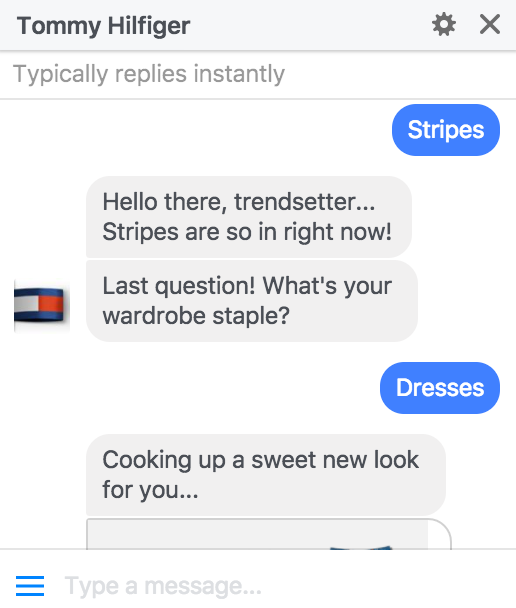 Tommy Hilfiger
Typically replies instantly
Stripes
Hello there, trendsetter...
Stripes are so in right now!
Last question! What's your
wardrobe staple?
Dresses
Cooking up a sweet new look
for you...
Type a message...